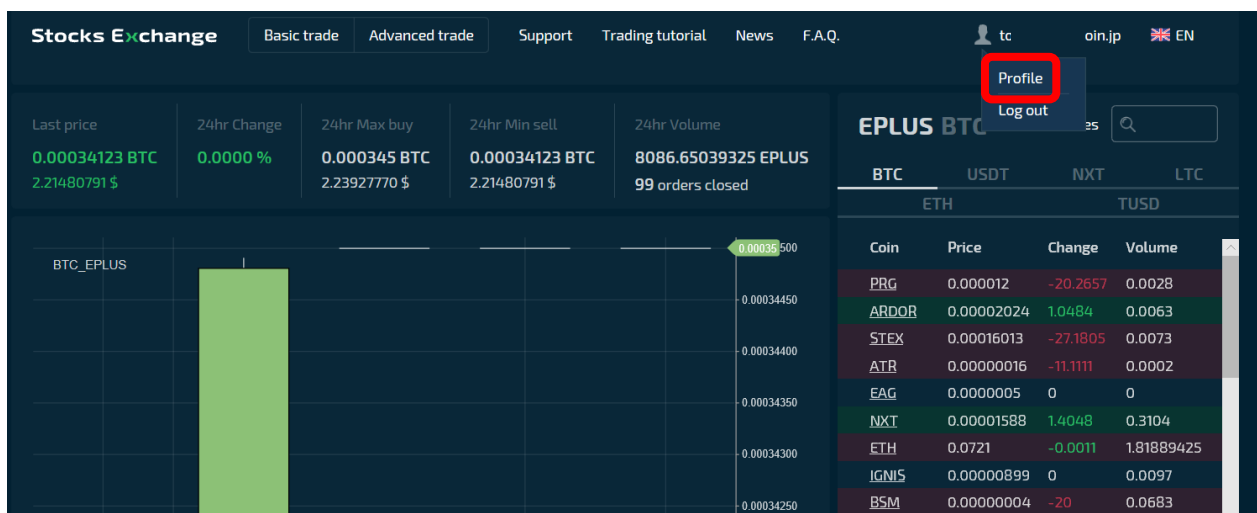 Stocks Exchange Basic trade Advanced trade Support Trading tutorial News F.A.Q. tc oin.jp EN
Profile
Log out
Last price 24hr Change 24hr Max buy 24hr Min sell 24hr Volume
0.00034123 BTC 0.0000 % 0.000345 BTC 0.00034123 BTC 8086.65039325 EPLUS
2.21480791 $ 2.23927770 $ 2.21480791 $ 99 orders closed
EPLUS BTC es
BTC USDT NXT LTC
ETH TUSD
BTC_EPLUS
0.00035500
0.00034450
0.00034400
0.00034350
0.00034300
0.00034250
Coin Price Change Volume
PRG 0.000012 -20.2657 0.0028
ARDOR 0.00002024 1.0484 0.0063
STEX 0.00016013 -27.1805 0.0073
ATR 0.00000016 -11.1111 0.0002
EAG 0.0000005 0 0
NXT 0.00001588 1.4048 0.3104
ETH 0.0721 -0.0011 1.81889425
IGNIS 0.00000899 0 0.0097
BSM 0.00000004 -20 0.0683